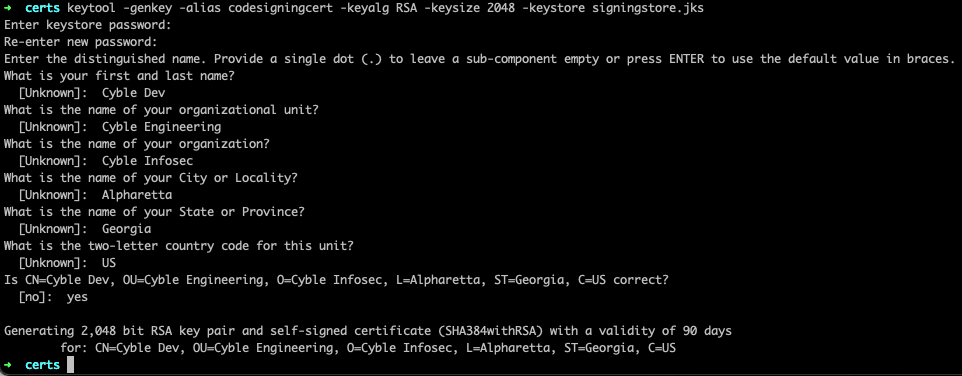 ➜  certs keytool -genkey -alias codesigningcert -keyalg RSA -keysize 2048 -keystore signingstore.jks
Enter keystore password:
Re-enter new password:
Enter the distinguished name. Provide a single dot (.) to leave a sub-component empty or press ENTER to use the default value in braces.
What is your first and last name?
  [Unknown]:  Cyble Dev
What is the name of your organizational unit?
  [Unknown]:  Cyble Engineering
What is the name of your organization?
  [Unknown]:  Cyble Infosec
What is the name of your City or Locality?
  [Unknown]:  Alpharetta
What is the name of your State or Province?
  [Unknown]:  Georgia
What is the two-letter country code for this unit?
  [Unknown]:  US
Is CN=Cyble Dev, OU=Cyble Engineering, O=Cyble Infosec, L=Alpharetta, ST=Georgia, C=US correct?
  [no]:  yes
Generating 2,048 bit RSA key pair and self-signed certificate (SHA384withRSA) with a validity of 90 days
        for: CN=Cyble Dev, OU=Cyble Engineering, O=Cyble Infosec, L=Alpharetta, ST=Georgia, C=US
➜  certs